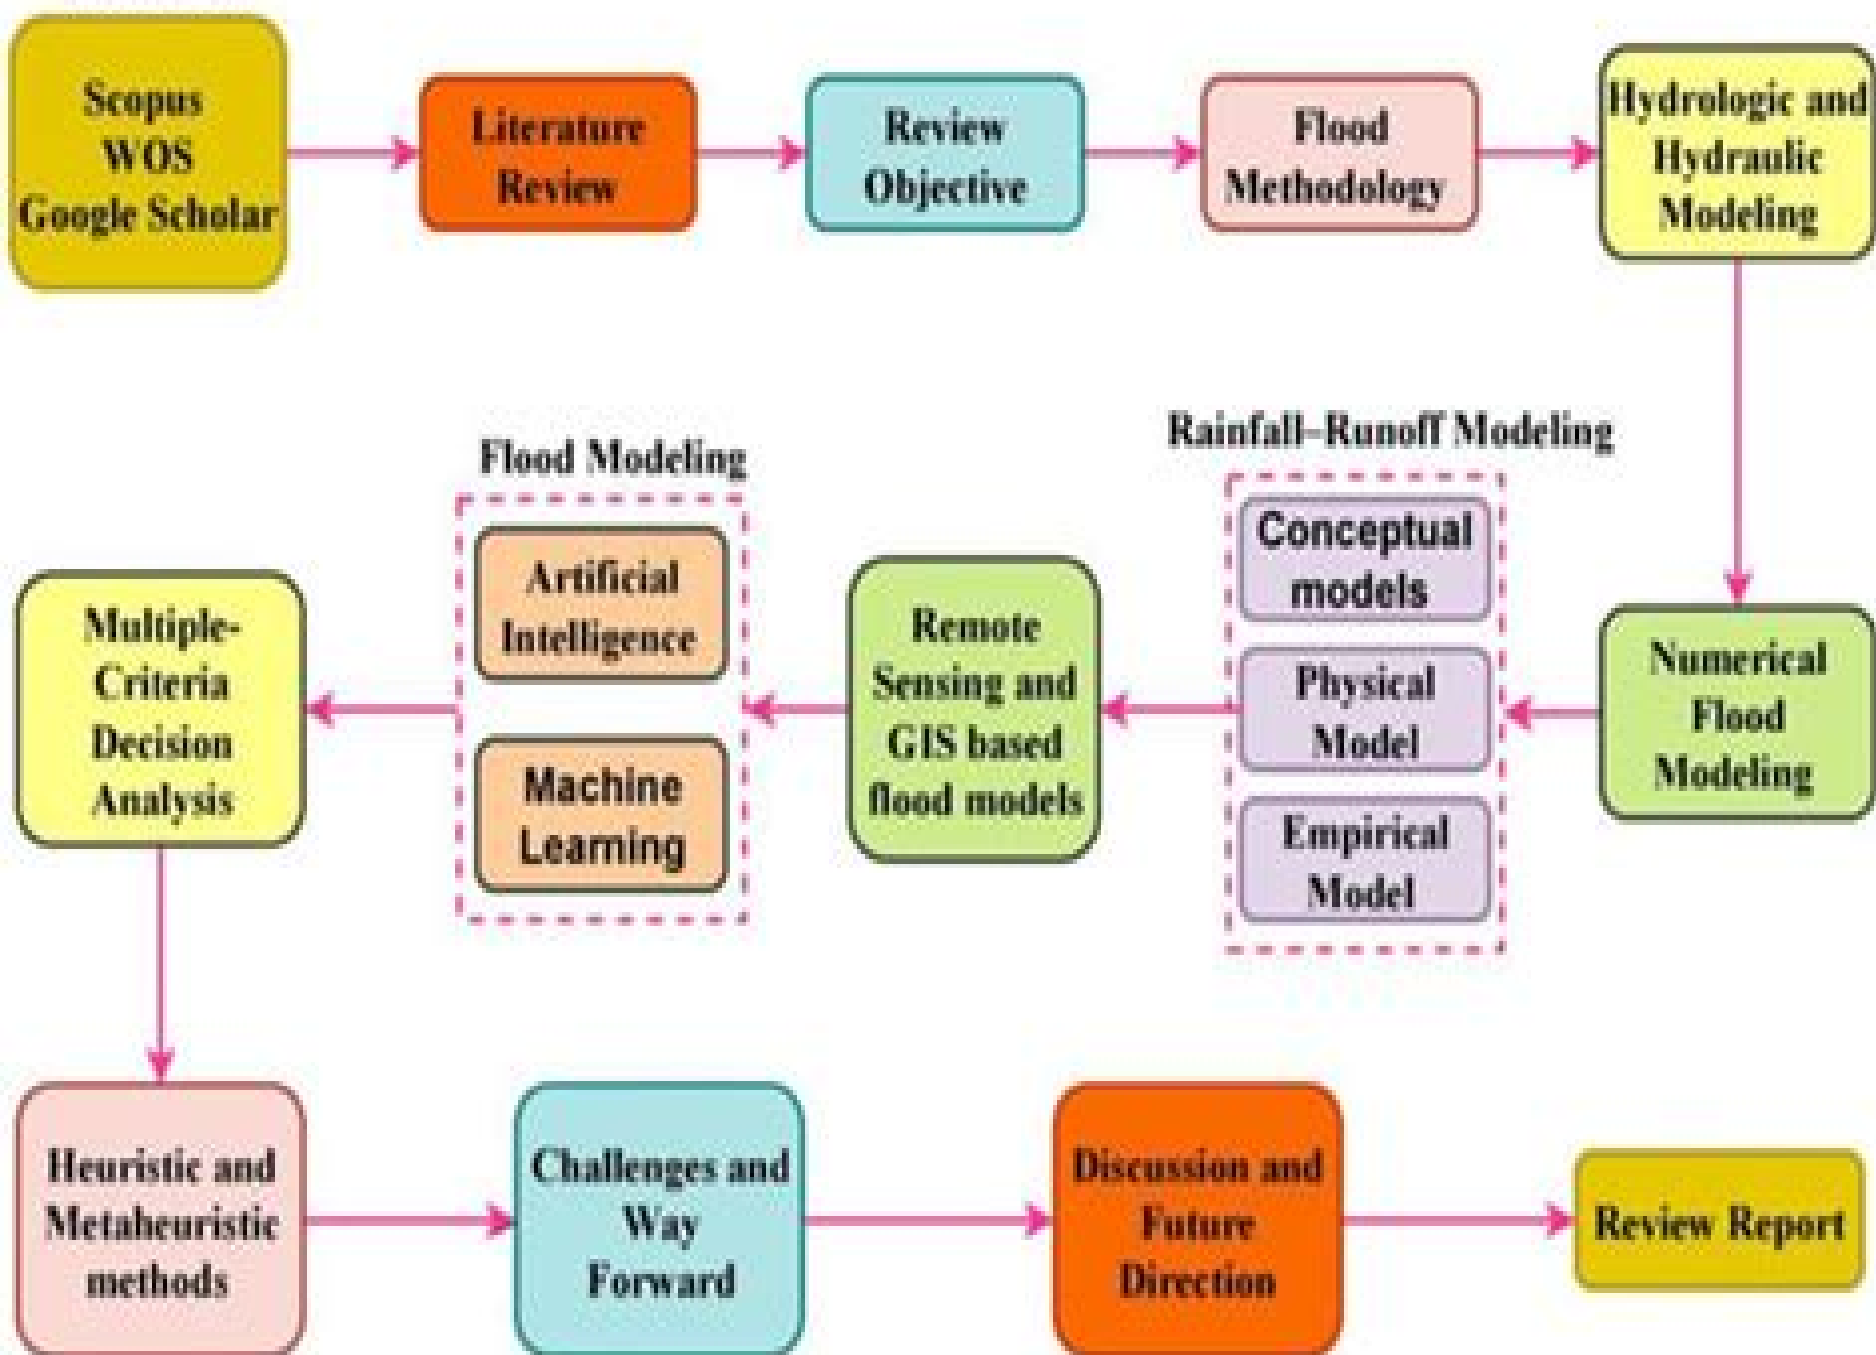 Scopus
WOS
Google Scholar
Literature
Review
Review
Objective
Flood
Methodology
Hydrologic and
Hydraulic
Modeling
Numerical
Flood
Modeling
Rainfall–Runoff Modeling
Conceptual
models
Physical
Model
Empirical
Model
Remote
Sensing and
GIS based
flood models
Flood Modeling
Artificial
Intelligence
Machine
Learning
Multiple-
Criteria
Decision
Analysis
Heuristic and
Metaheuristic
methods
Challenges and
Way
Forward
Discussion and
Future
Direction
Review Report